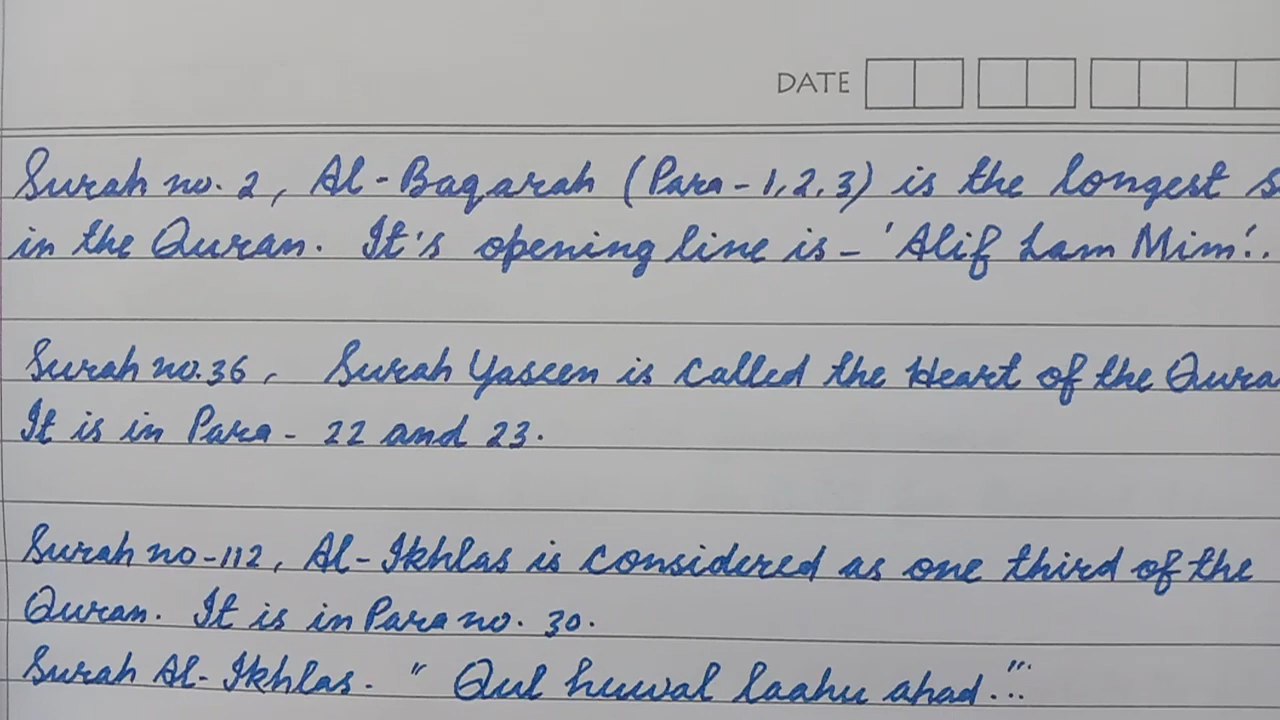 DATE
Surah no. 2, Al-Baqarah (Para-1,2,3) is the longest s
in the Quran. It's opening line is - 'Alif Lam Mim'.
Surah no.36, Surah Yaseen is called the Heart of the Qura
It is in Para - 22 and 23.
Surah no-112, Al-Ikhlas is considered as one third of the
Quran. It is in Para no. 30.
Surah Al-Ikhlas. " Qul huwal laahu ahad..."